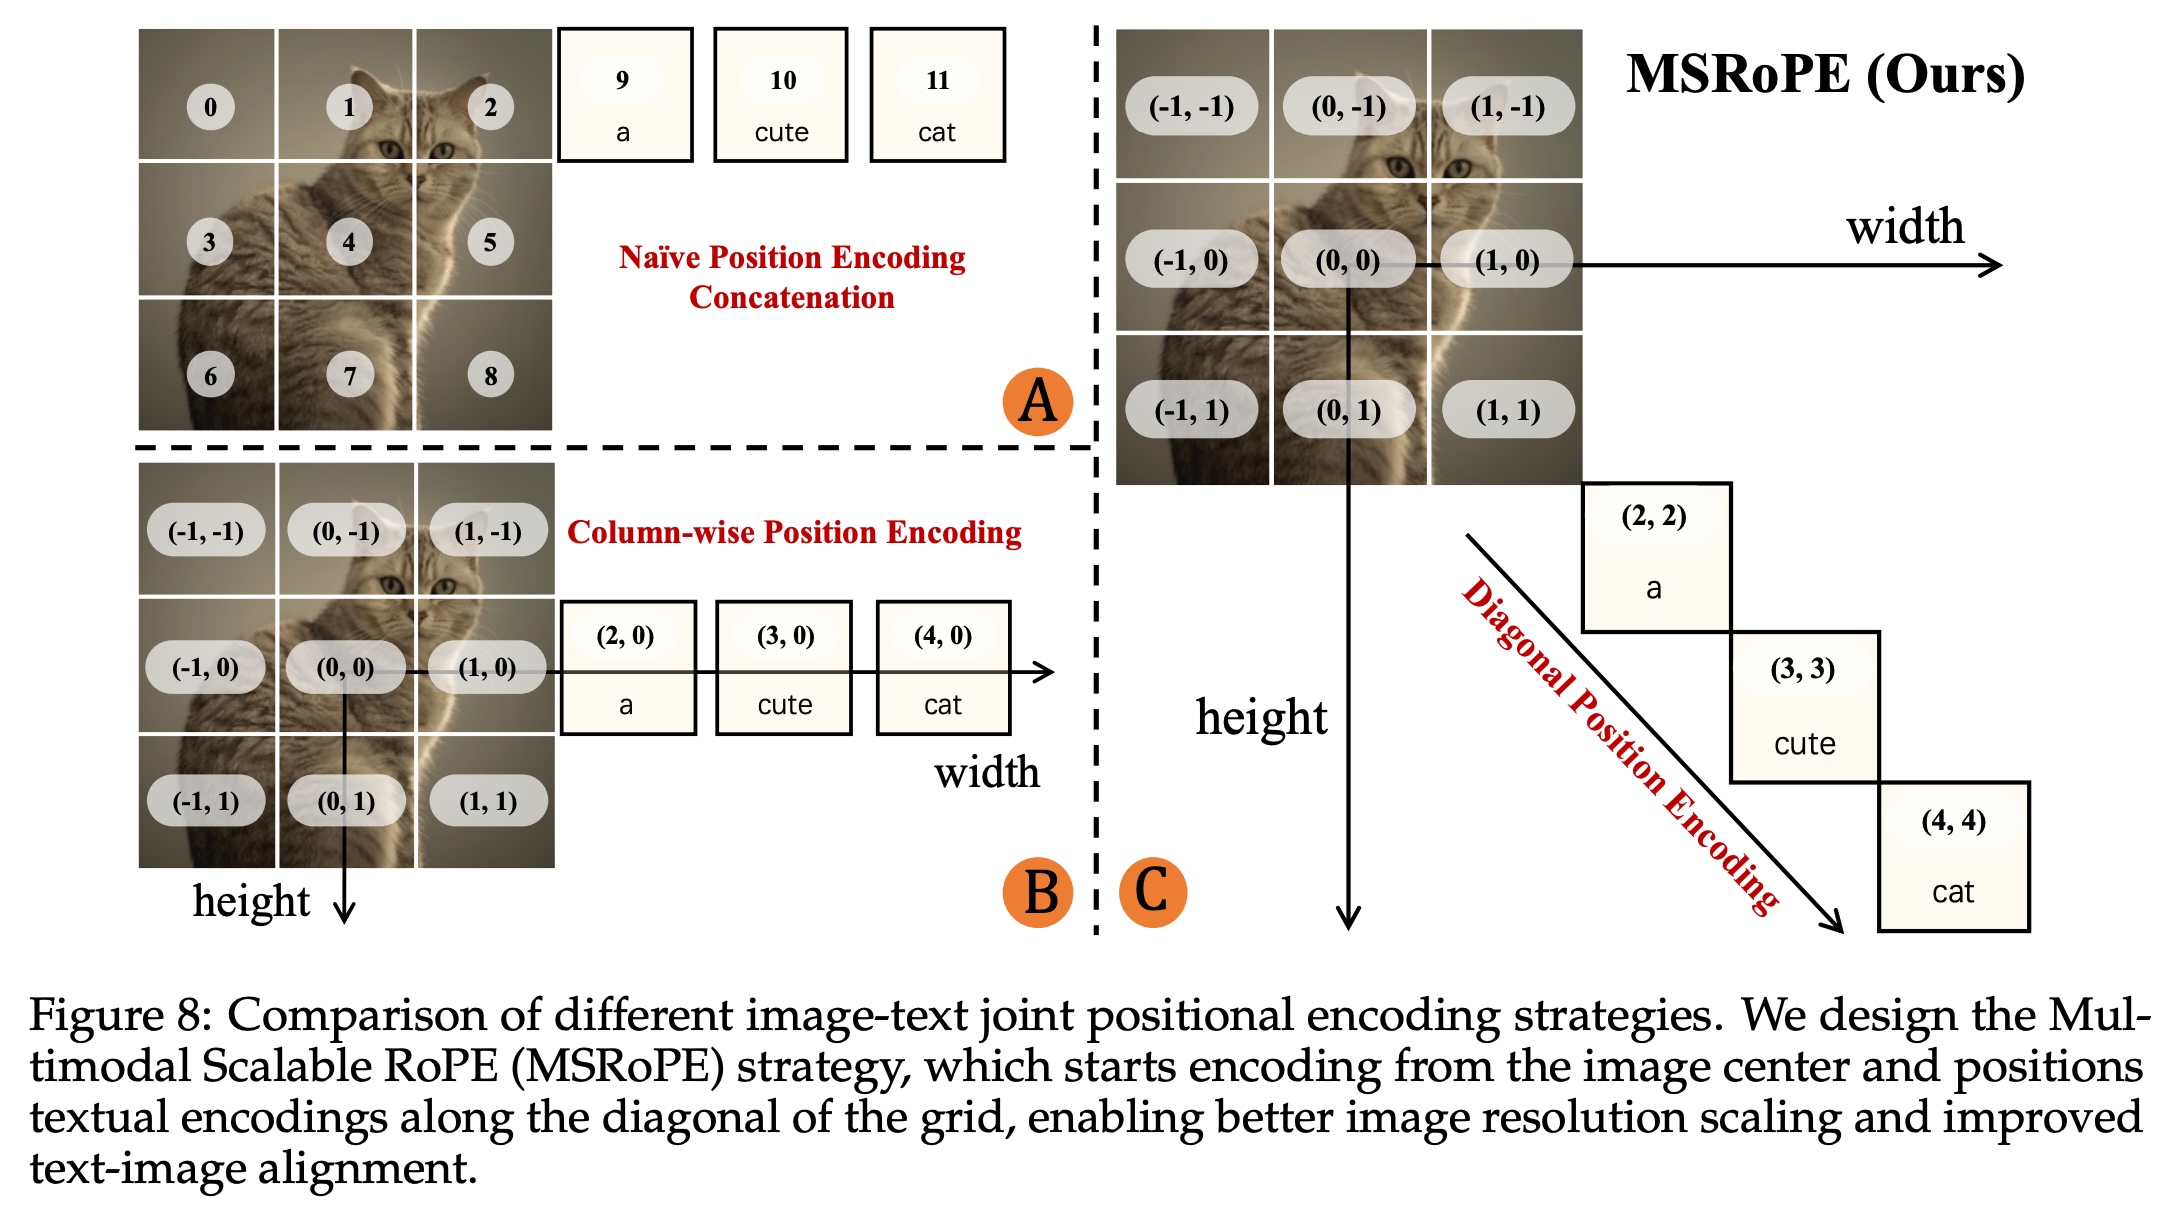 0 1 2
9 10 11
a cute cat
3 4 5
Naïve Position Encoding
Concatenation
6 7 8
A
(-1, -1) (0, -1) (1, -1)
Column-wise Position Encoding
(-1, 0) (0, 0) (1, 0)
(2, 0) (3, 0) (4, 0)
a cute cat
width
(-1, 1) (0, 1) (1, 1)
height
B
MSRoPE (Ours)
(-1, -1) (0, -1) (1, -1)
width
(-1, 0) (0, 0) (1, 0)
(-1, 1) (0, 1) (1, 1)
(2, 2)
a
Diagonal Position Encoding
(3, 3)
cute
height
(4, 4)
cat
C
Figure 8: Comparison of different image-text joint positional encoding strategies. We design the Mul-
timodal Scalable RoPE (MSRoPE) strategy, which starts encoding from the image center and positions
textual encodings along the diagonal of the grid, enabling better image resolution scaling and improved
text-image alignment.